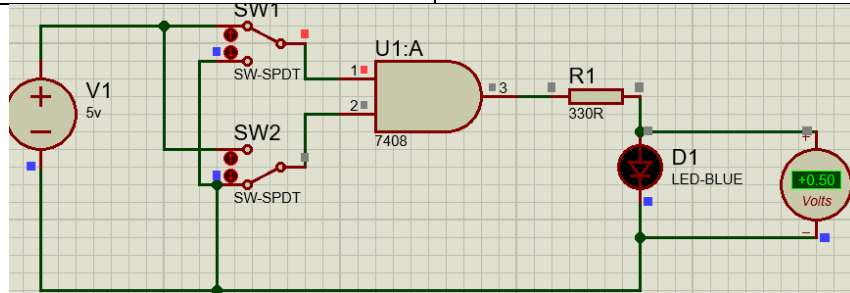 SW1
SW-SPDT
V1
5v
U1:A
1
2
3
7408
R1
330R
SW2
SW-SPDT
D1
LED-BLUE
+0.50
Volts